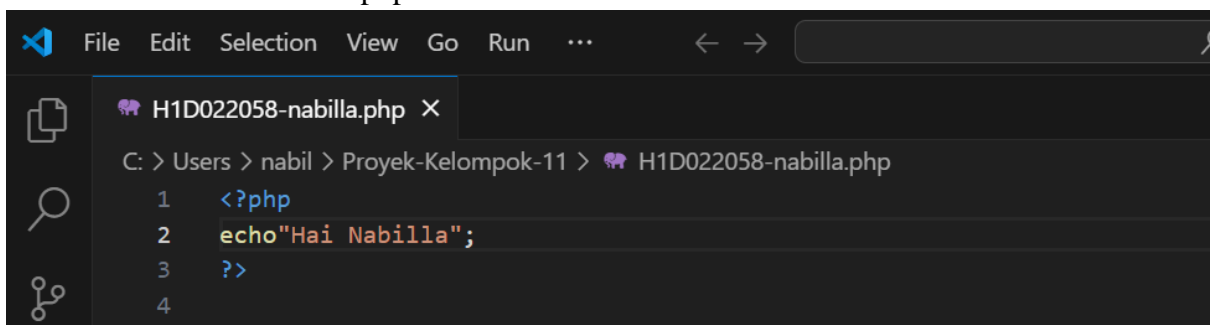 File Edit Selection View Go Run ···
H1D022058-nabilla.php
C: > Users > nabil > Proyek-Kelompok-11 > H1D022058-nabilla.php
1 <?php
2 echo"Hai Nabilla";
3 ?>
4